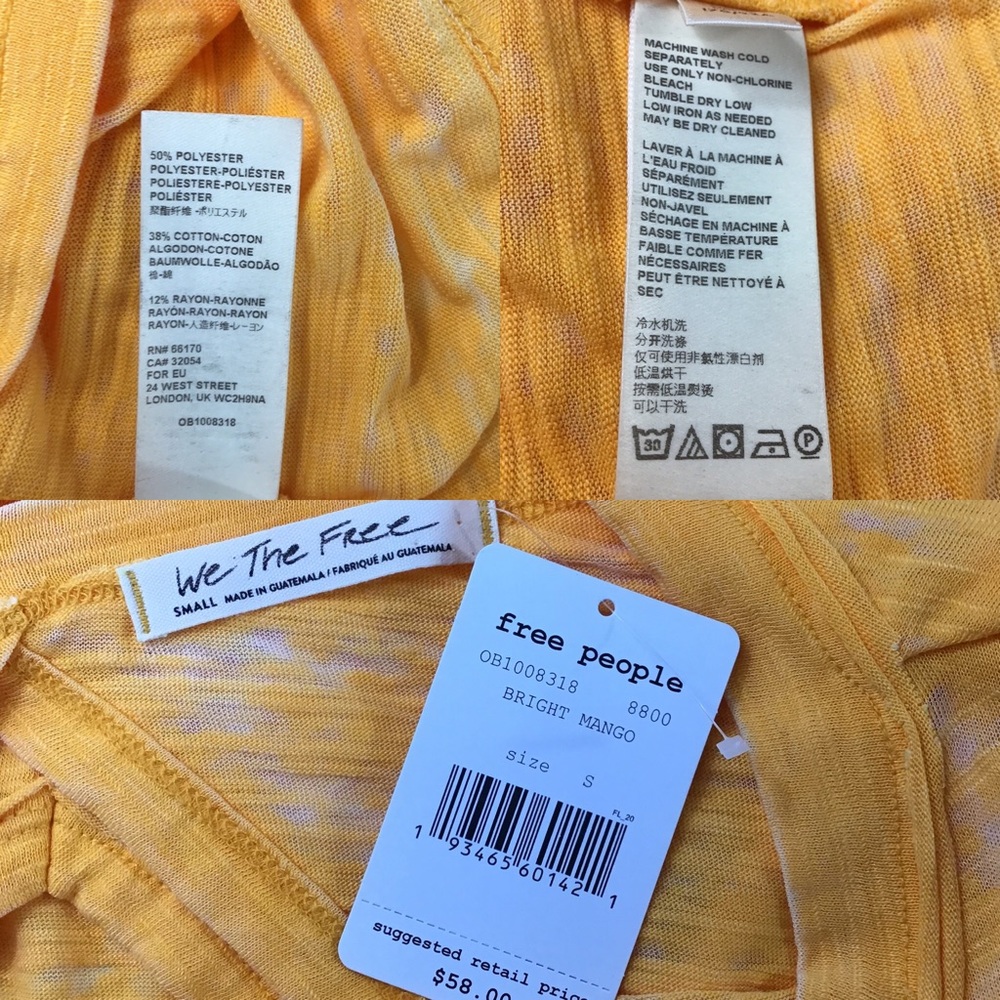 50% POLYESTER
POLYESTER-POLIÉSTER
POLIESTERE-POLYESTER
POLIÉSTER
聚酯纤维-ポリエステル
38% COTTON-COTON
ALGODON-COTONE
BAUMWOLLE-ALGODÃO
棉-綿
12% RAYON-RAYONNE
RAYÓN-RAYON-RAYON
RAYON-人造纤维-レーヨン
RN# 66170
CA# 32054
FOR EU
24 WEST STREET
LONDON, UK WC2H9NA
OB1008318
MACHINE WASH COLD
SEPARATELY
USE ONLY NON-CHLORINE
BLEACH
TUMBLE DRY LOW
LOW IRON AS NEEDED
MAY BE DRY CLEANED
LAVER À LA MACHINE À
L'EAU FROID
SÉPARÉMENT
UTILISEZ SEULEMENT
NON-JAVEL
SÉCHAGE EN MACHINE À
BASSE TEMPÉRATURE
FAIBLE COMME FER
NÉCESSAIRES
PEUT ÊTRE NETTOYÉ À
SEC
冷水机洗
分开洗涤
仅可使用非氯性漂白剂
低温烘干
按需低温熨烫
可以干洗
30 P
We The Free
SMALL MADE IN GUATEMALA / FABRIQUÉ AU GUATEMALA
free people
OB1008318 8800
BRIGHT MANGO
size S
FL_20
1 93465 60142 1
suggested retail price
$58.00